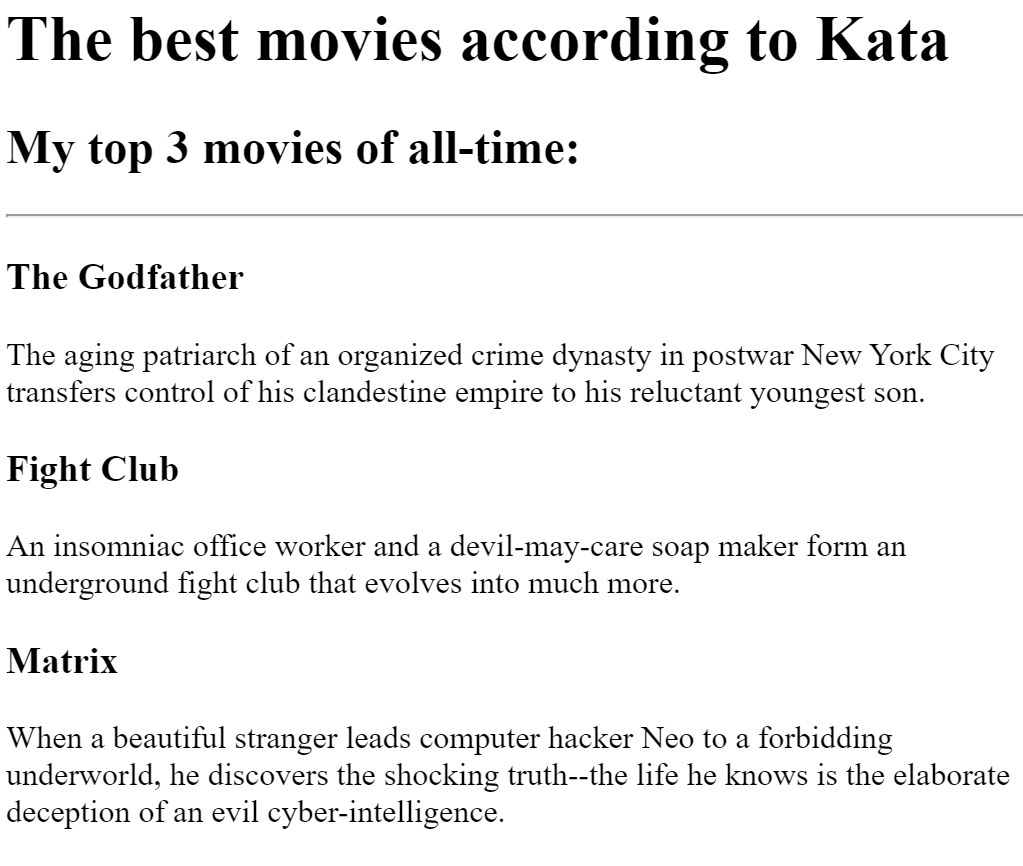 The best movies according to Kata
My top 3 movies of all-time:
The Godfather
The aging patriarch of an organized crime dynasty in postwar New York City
transfers control of his clandestine empire to his reluctant youngest son.
Fight Club
An insomniac office worker and a devil-may-care soap maker form an
underground fight club that evolves into much more.
Matrix
When a beautiful stranger leads computer hacker Neo to a forbidding
underworld, he discovers the shocking truth--the life he knows is the elaborate
deception of an evil cyber-intelligence.